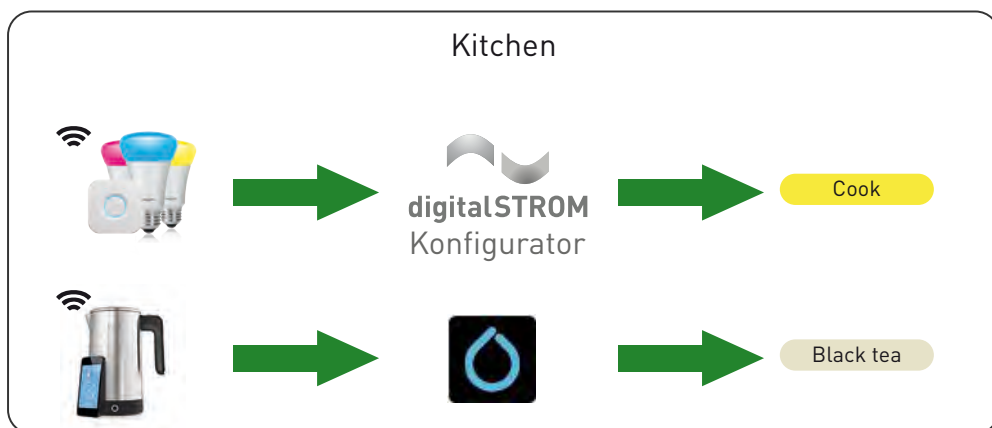 Kitchen
digitalSTROM
Konfigurator
Cook
Black tea